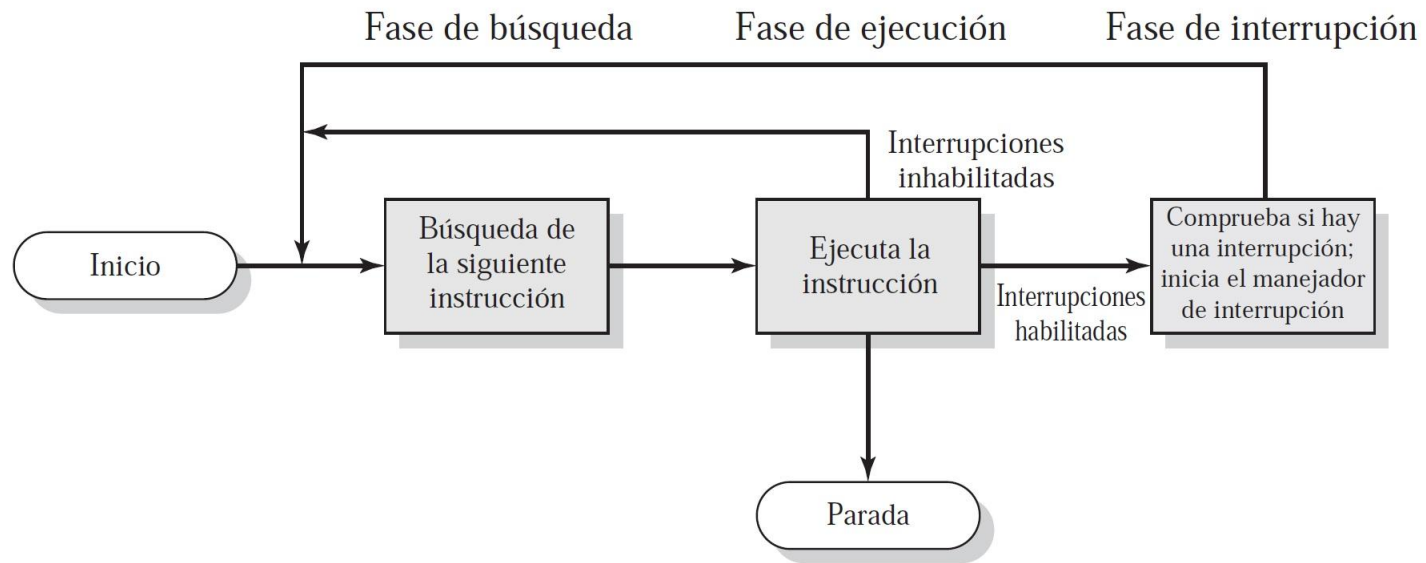 Fase de búsqueda
Fase de ejecución
Fase de interrupción
Interrupciones
inhabilitadas
Inicio
Búsqueda de
la siguiente
instrucción
Ejecuta la
instrucción
Interrupciones
habilitadas
Comprueba si hay
una interrupción;
inicia el manejador
de interrupción
Parada